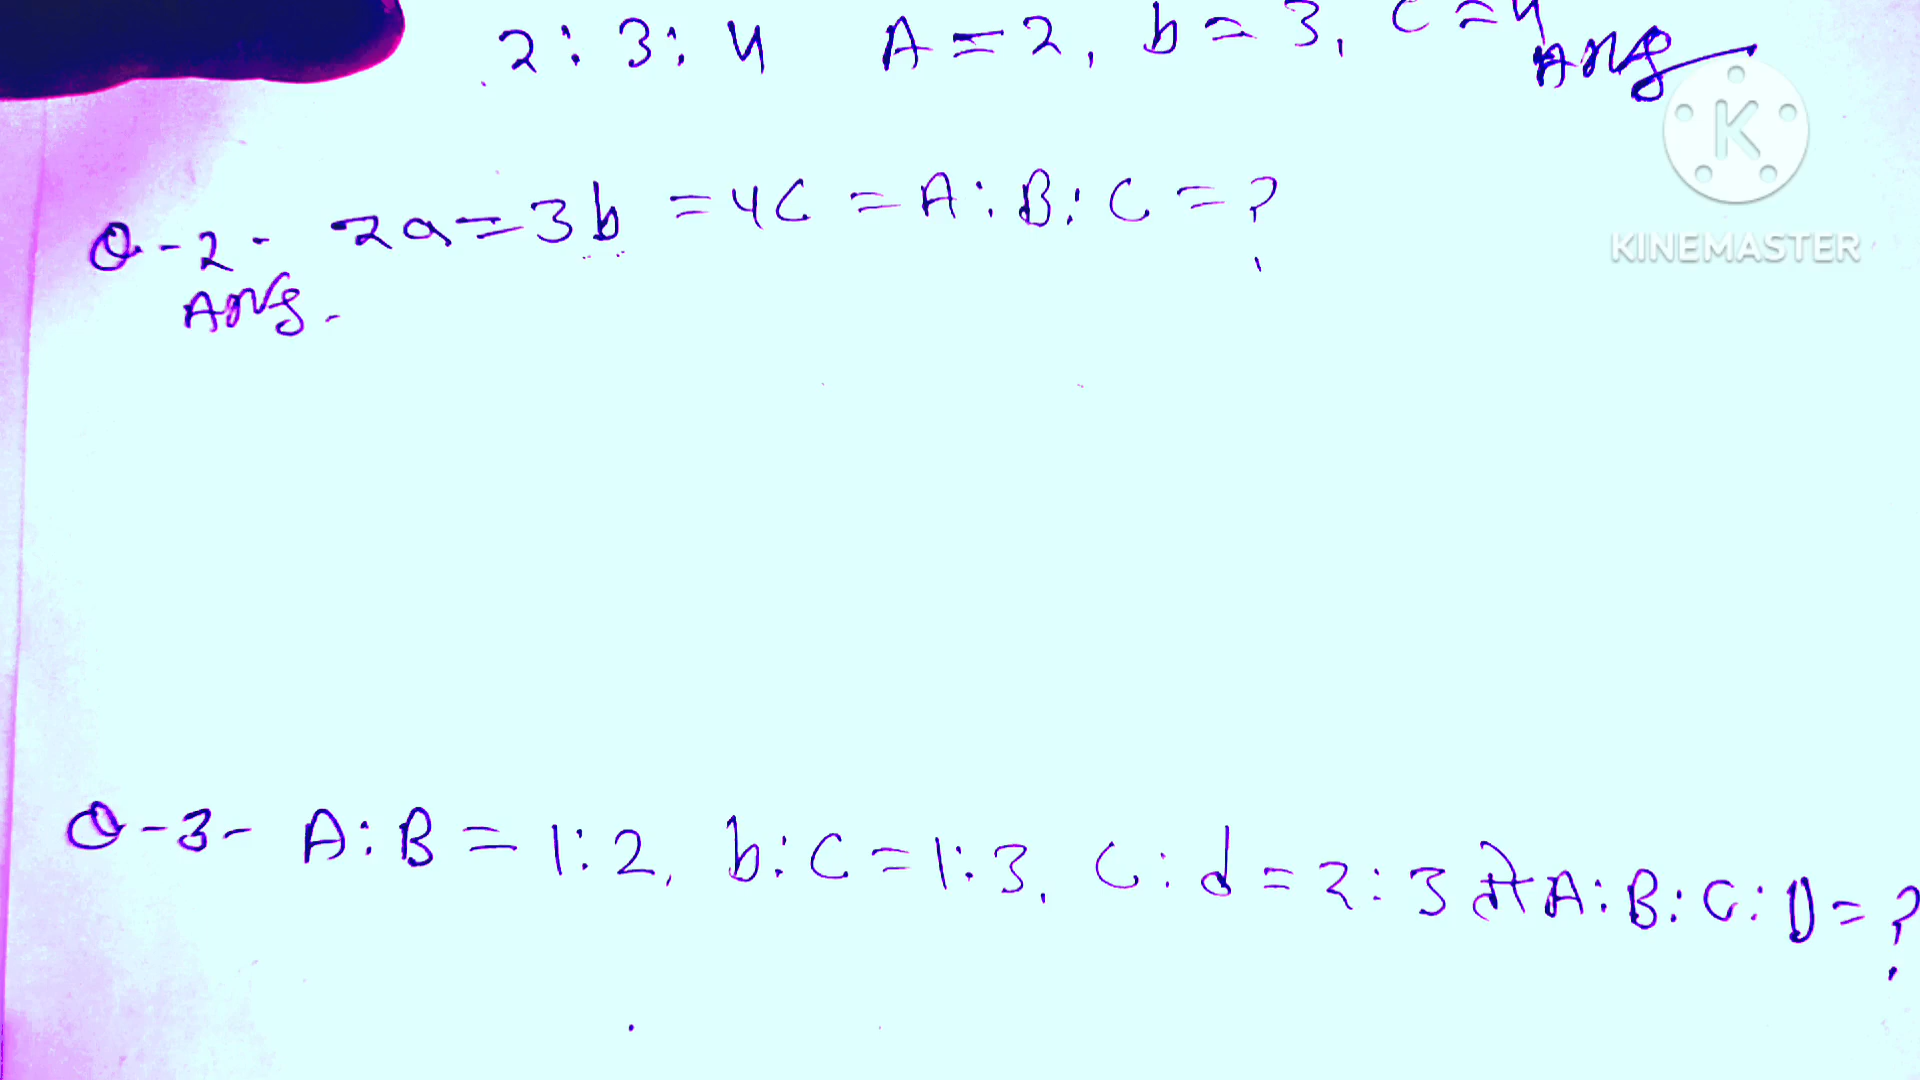 2 : 3 : 4 A = 2, b = 3, C = 4
Ans
K
KINEMASTER
Q-2- 2a = 3b = 4C = A : B : C = ?
Ans.
Q-3- A : B = 1 : 2, b : C = 1 : 3, C : d = 2 : 3 तो A : B : C : D = ?